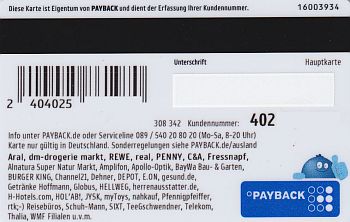 Diese Karte ist Eigentum von PAYBACK und dient der Erfassung Ihrer Kundennummer. 16003934
Unterschrift Hauptkarte
2 404025
308 342 Kundennummer: 402
Info unter PAYBACK.de oder Serviceline 089 / 540 20 80 20 (Mo-Sa, 8-20 Uhr)
Karte nur gültig in Deutschland. Sonderregelungen siehe PAYBACK.de/ausland
Aral, dm-drogerie markt, REWE, real, PENNY, C&A, Fressnapf,
Alnatura Super Natur Markt, Amplifon, Apollo-Optik, BayWa Bau- & Garten,
BURGER KING, Channel21, Dehner, DEPOT, E.ON, gesund.de,
Getränke Hoffmann, Globus, HELLWEG, herrenausstatter.de,
H-Hotels.com, HOL'AB!, JYSK, myTOYS, nahkauf, Pfennigpfeiffer,
rtk(-) Reisebüros, Schuh-Mann, SIXT, TeeGschwendner, Telekom,
Thalia, WMF Filialen u.v.m.
PAYBACK